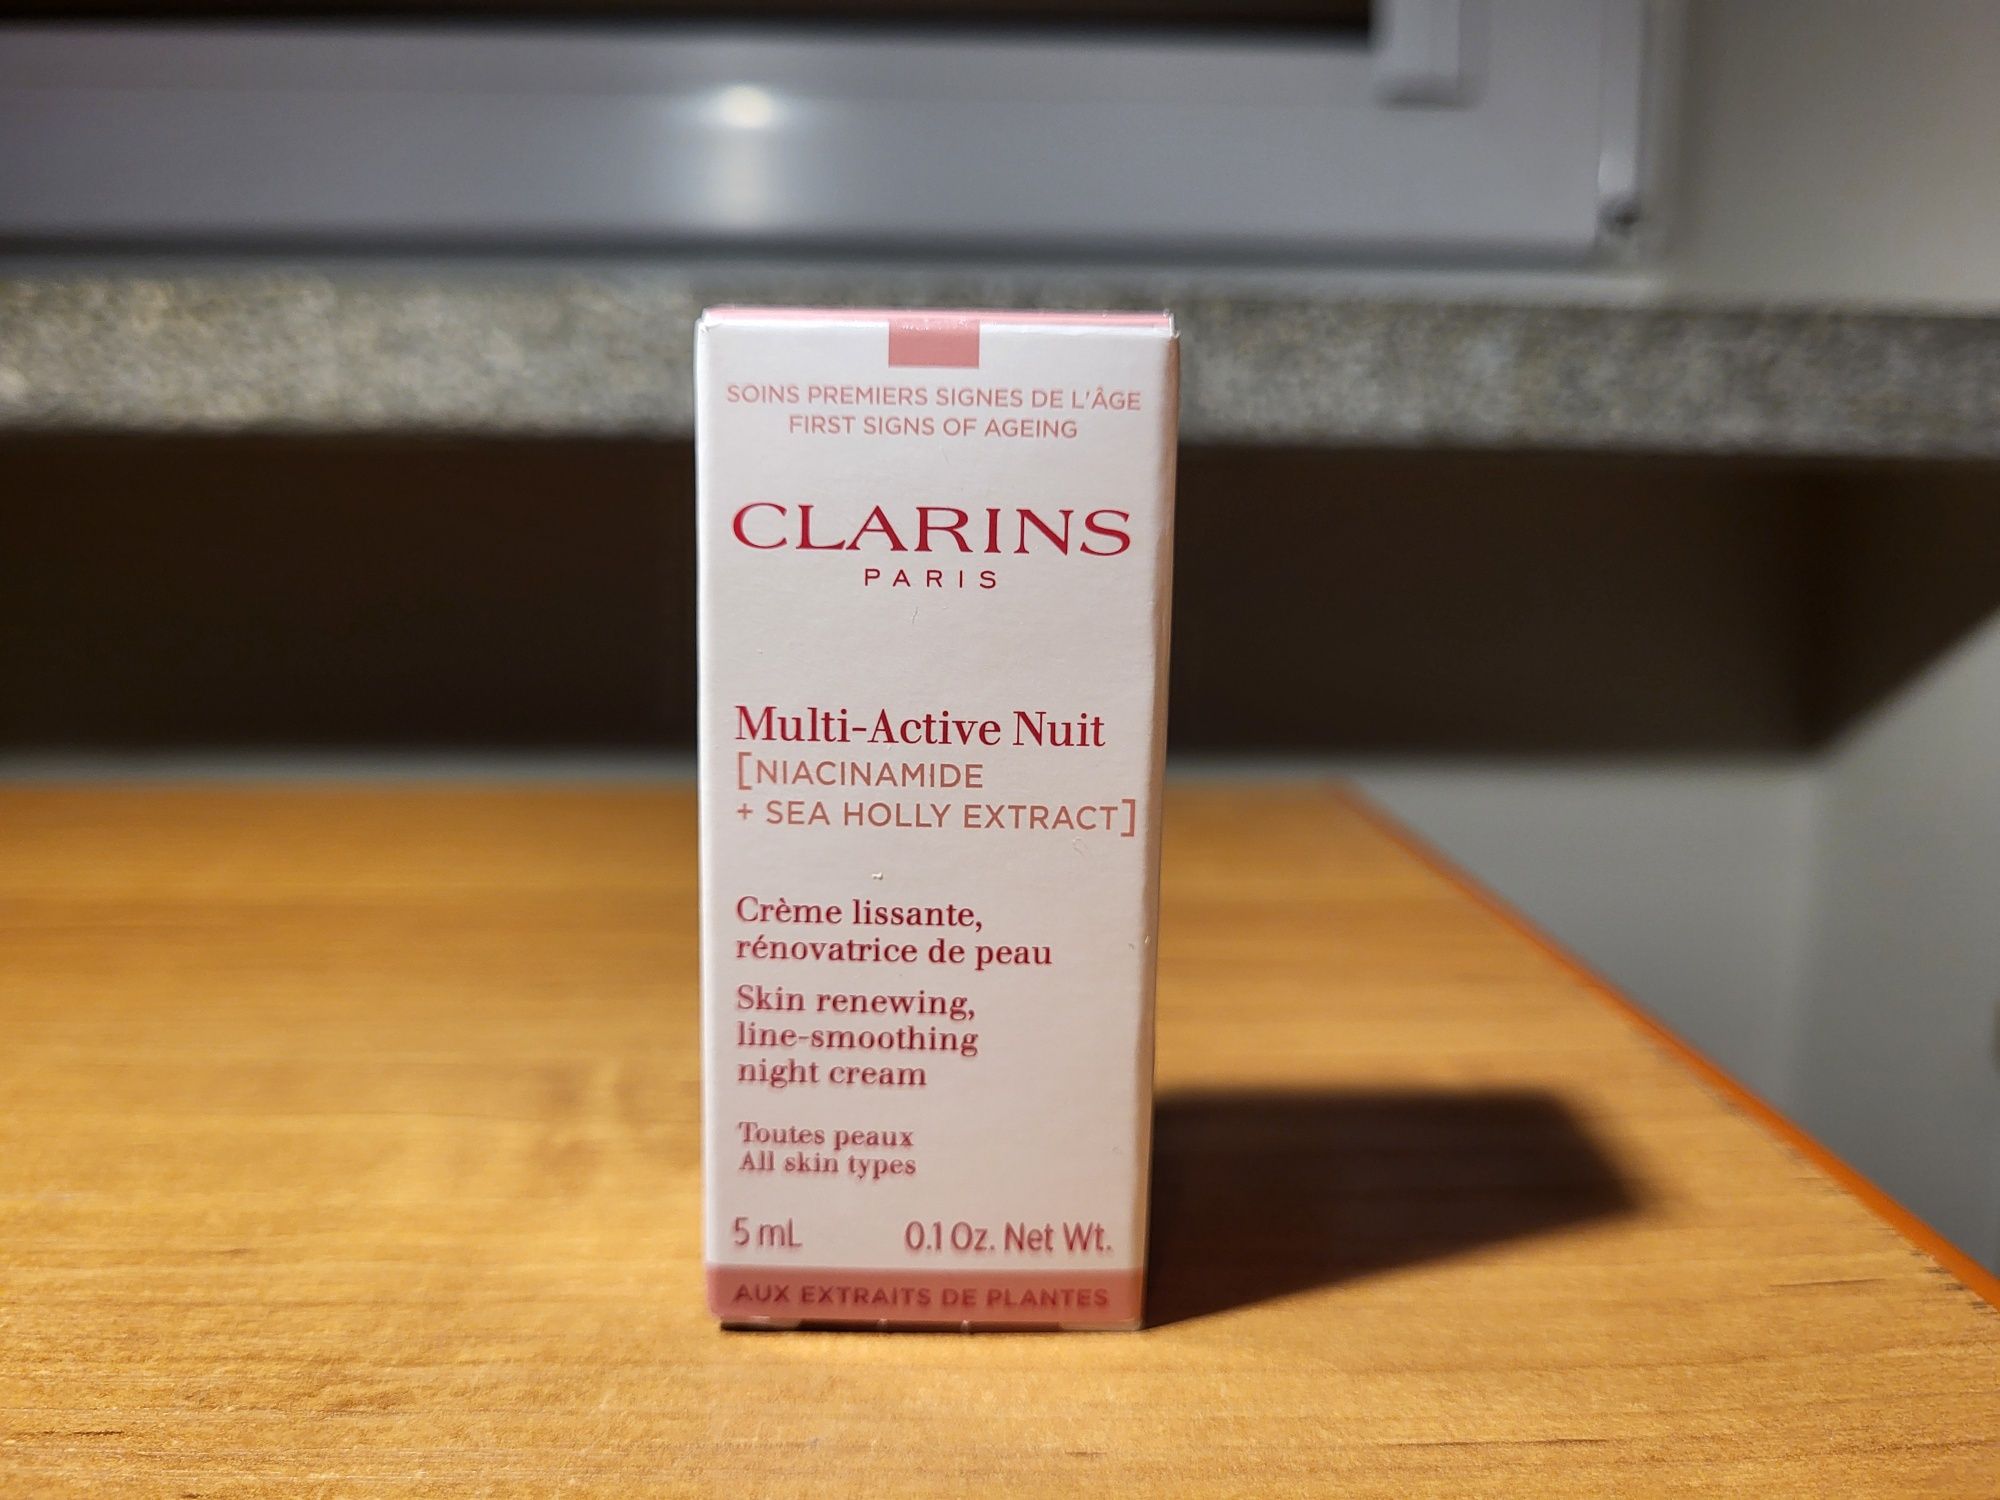 SOINS PREMIERS SIGNES DE L'ÂGE
FIRST SIGNS OF AGEING
CLARINS
PARIS
Multi-Active Nuit
[NIACINAMIDE
+ SEA HOLLY EXTRACT]
Crème lissante,
rénovatrice de peau
Skin renewing,
line-smoothing
night cream
Toutes peaux
All skin types
5 mL 0.1 Oz. Net Wt.
AUX EXTRAITS DE PLANTES